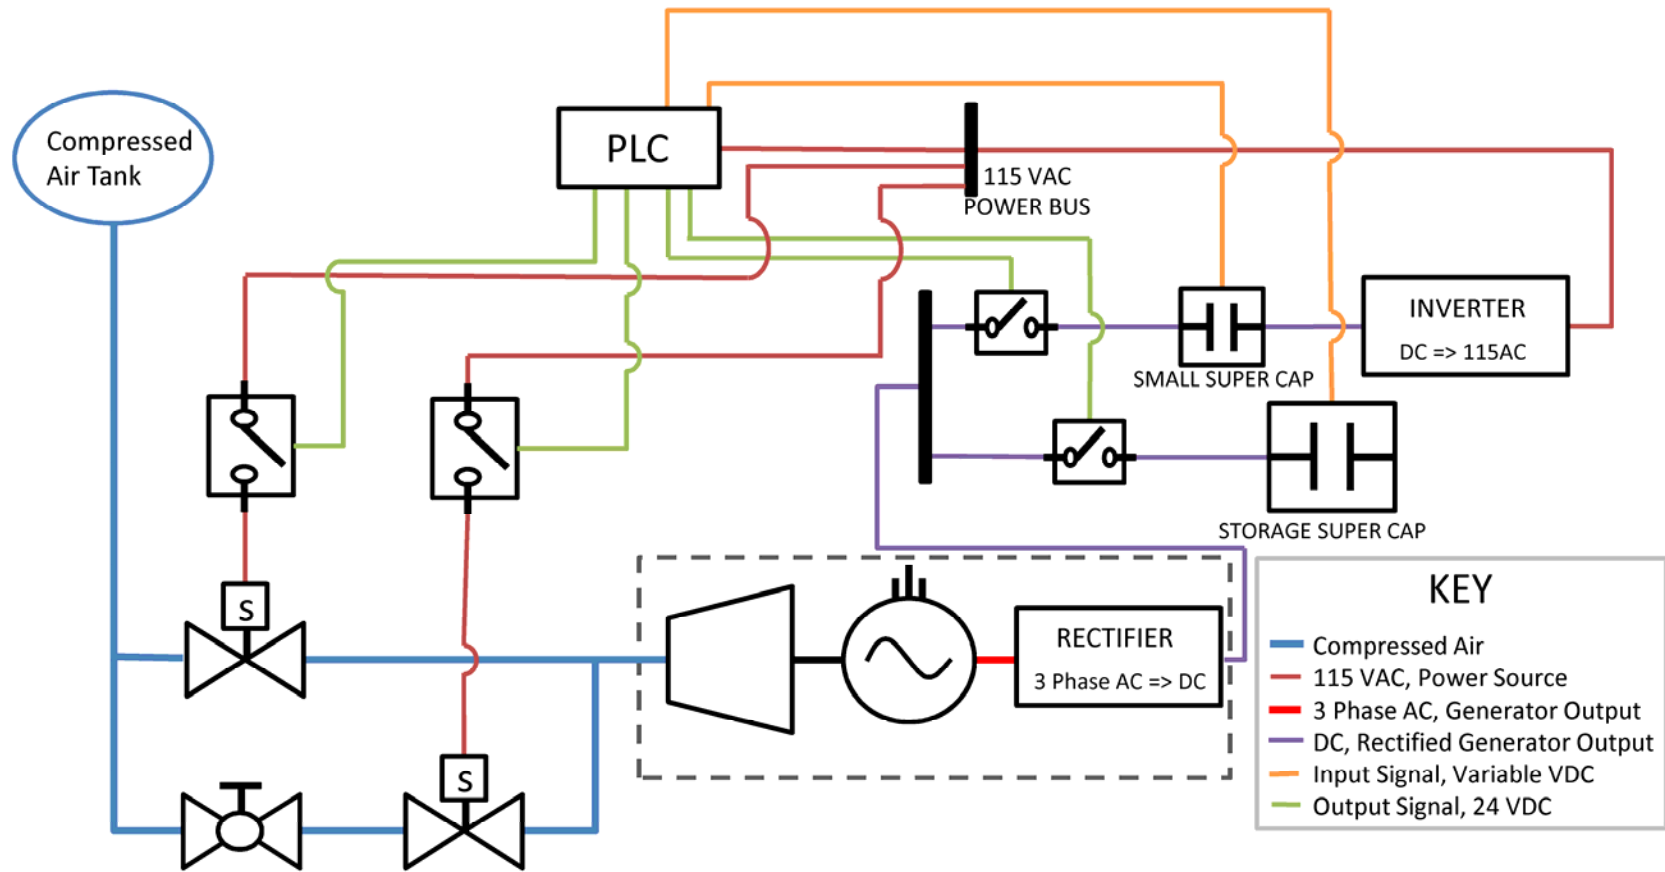 Compressed
Air Tank
PLC
115 VAC
POWER BUS
INVERTER
DC => 115AC
SMALL SUPER CAP
STORAGE SUPER CAP
S
RECTIFIER
3 Phase AC => DC
S
KEY
Compressed Air
115 VAC, Power Source
3 Phase AC, Generator Output
DC, Rectified Generator Output
Input Signal, Variable VDC
Output Signal, 24 VDC